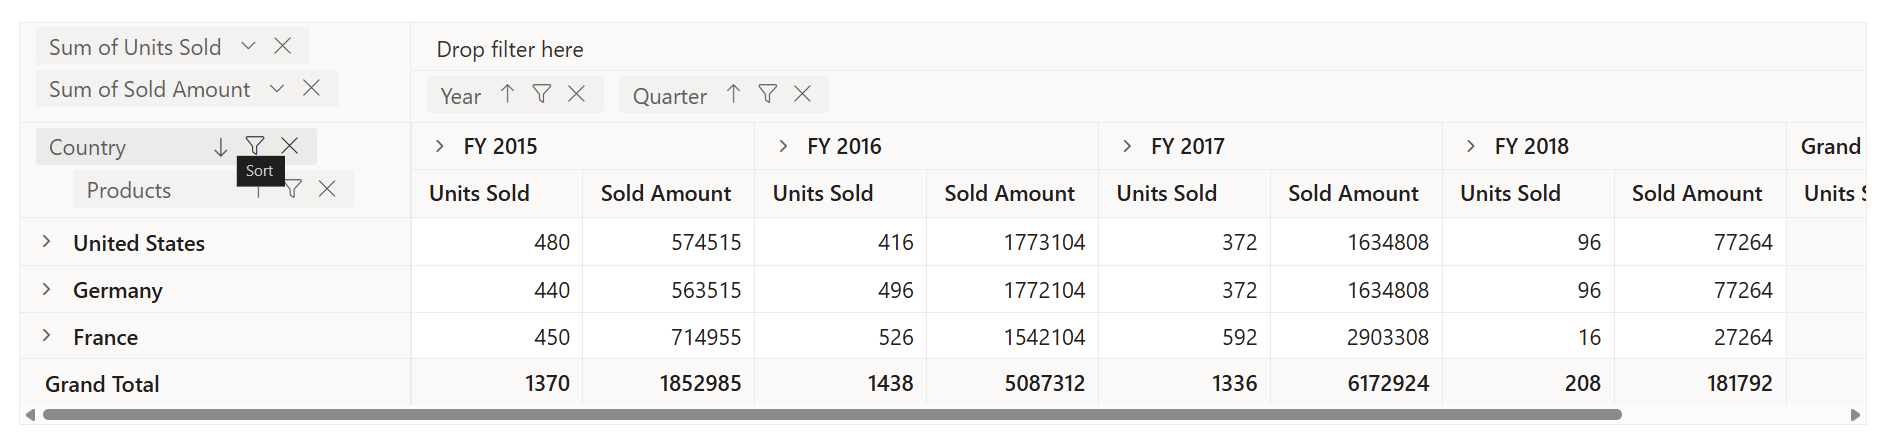 Sum of Units Sold
Sum of Sold Amount
Drop filter here
Year Quarter
Country
Sort
Products
FY 2015 FY 2016 FY 2017 FY 2018 Grand
Units Sold Sold Amount Units Sold Sold Amount Units Sold Sold Amount Units Sold Sold Amount Units
United States 480 574515 416 1773104 372 1634808 96 77264
Germany 440 563515 496 1772104 372 1634808 96 77264
France 450 714955 526 1542104 592 2903308 16 27264
Grand Total 1370 1852985 1438 5087312 1336 6172924 208 181792